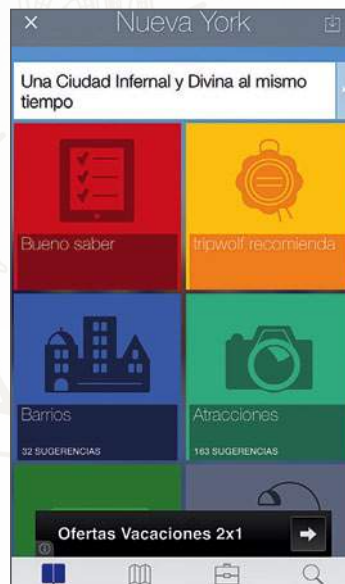 Nueva York
Una Ciudad Infernal y Divina al mismo
tiempo
Bueno saber
tripwolf recomienda
Barrios
32 SUGERENCIAS
Atracciones
163 SUGERENCIAS
Ofertas Vacaciones 2x1